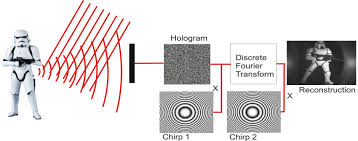 Hologram
Discrete
Fourier
Transform
Reconstruction
X
X
Chirp 1
Chirp 2